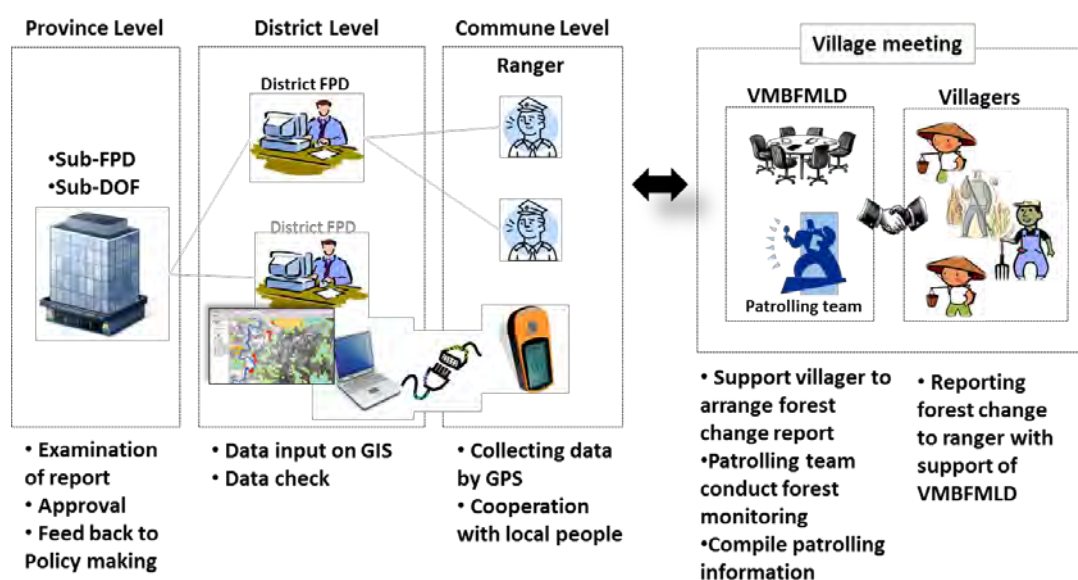 Province Level
District Level
Commune Level
Village meeting
Ranger
District FPD
VMBFMLD
Villagers
•Sub-FPD
•Sub-DOF
District FPD
Patrolling team
• Examination
of report
• Approval
• Feed back to
Policy making
• Data input on GIS
• Data check
• Collecting data
by GPS
• Cooperation
with local people
• Support villager to
arrange forest
change report
•Patrolling team
conduct forest
monitoring
•Compile patrolling
information
• Reporting
forest change
to ranger with
support of
VMBFMLD